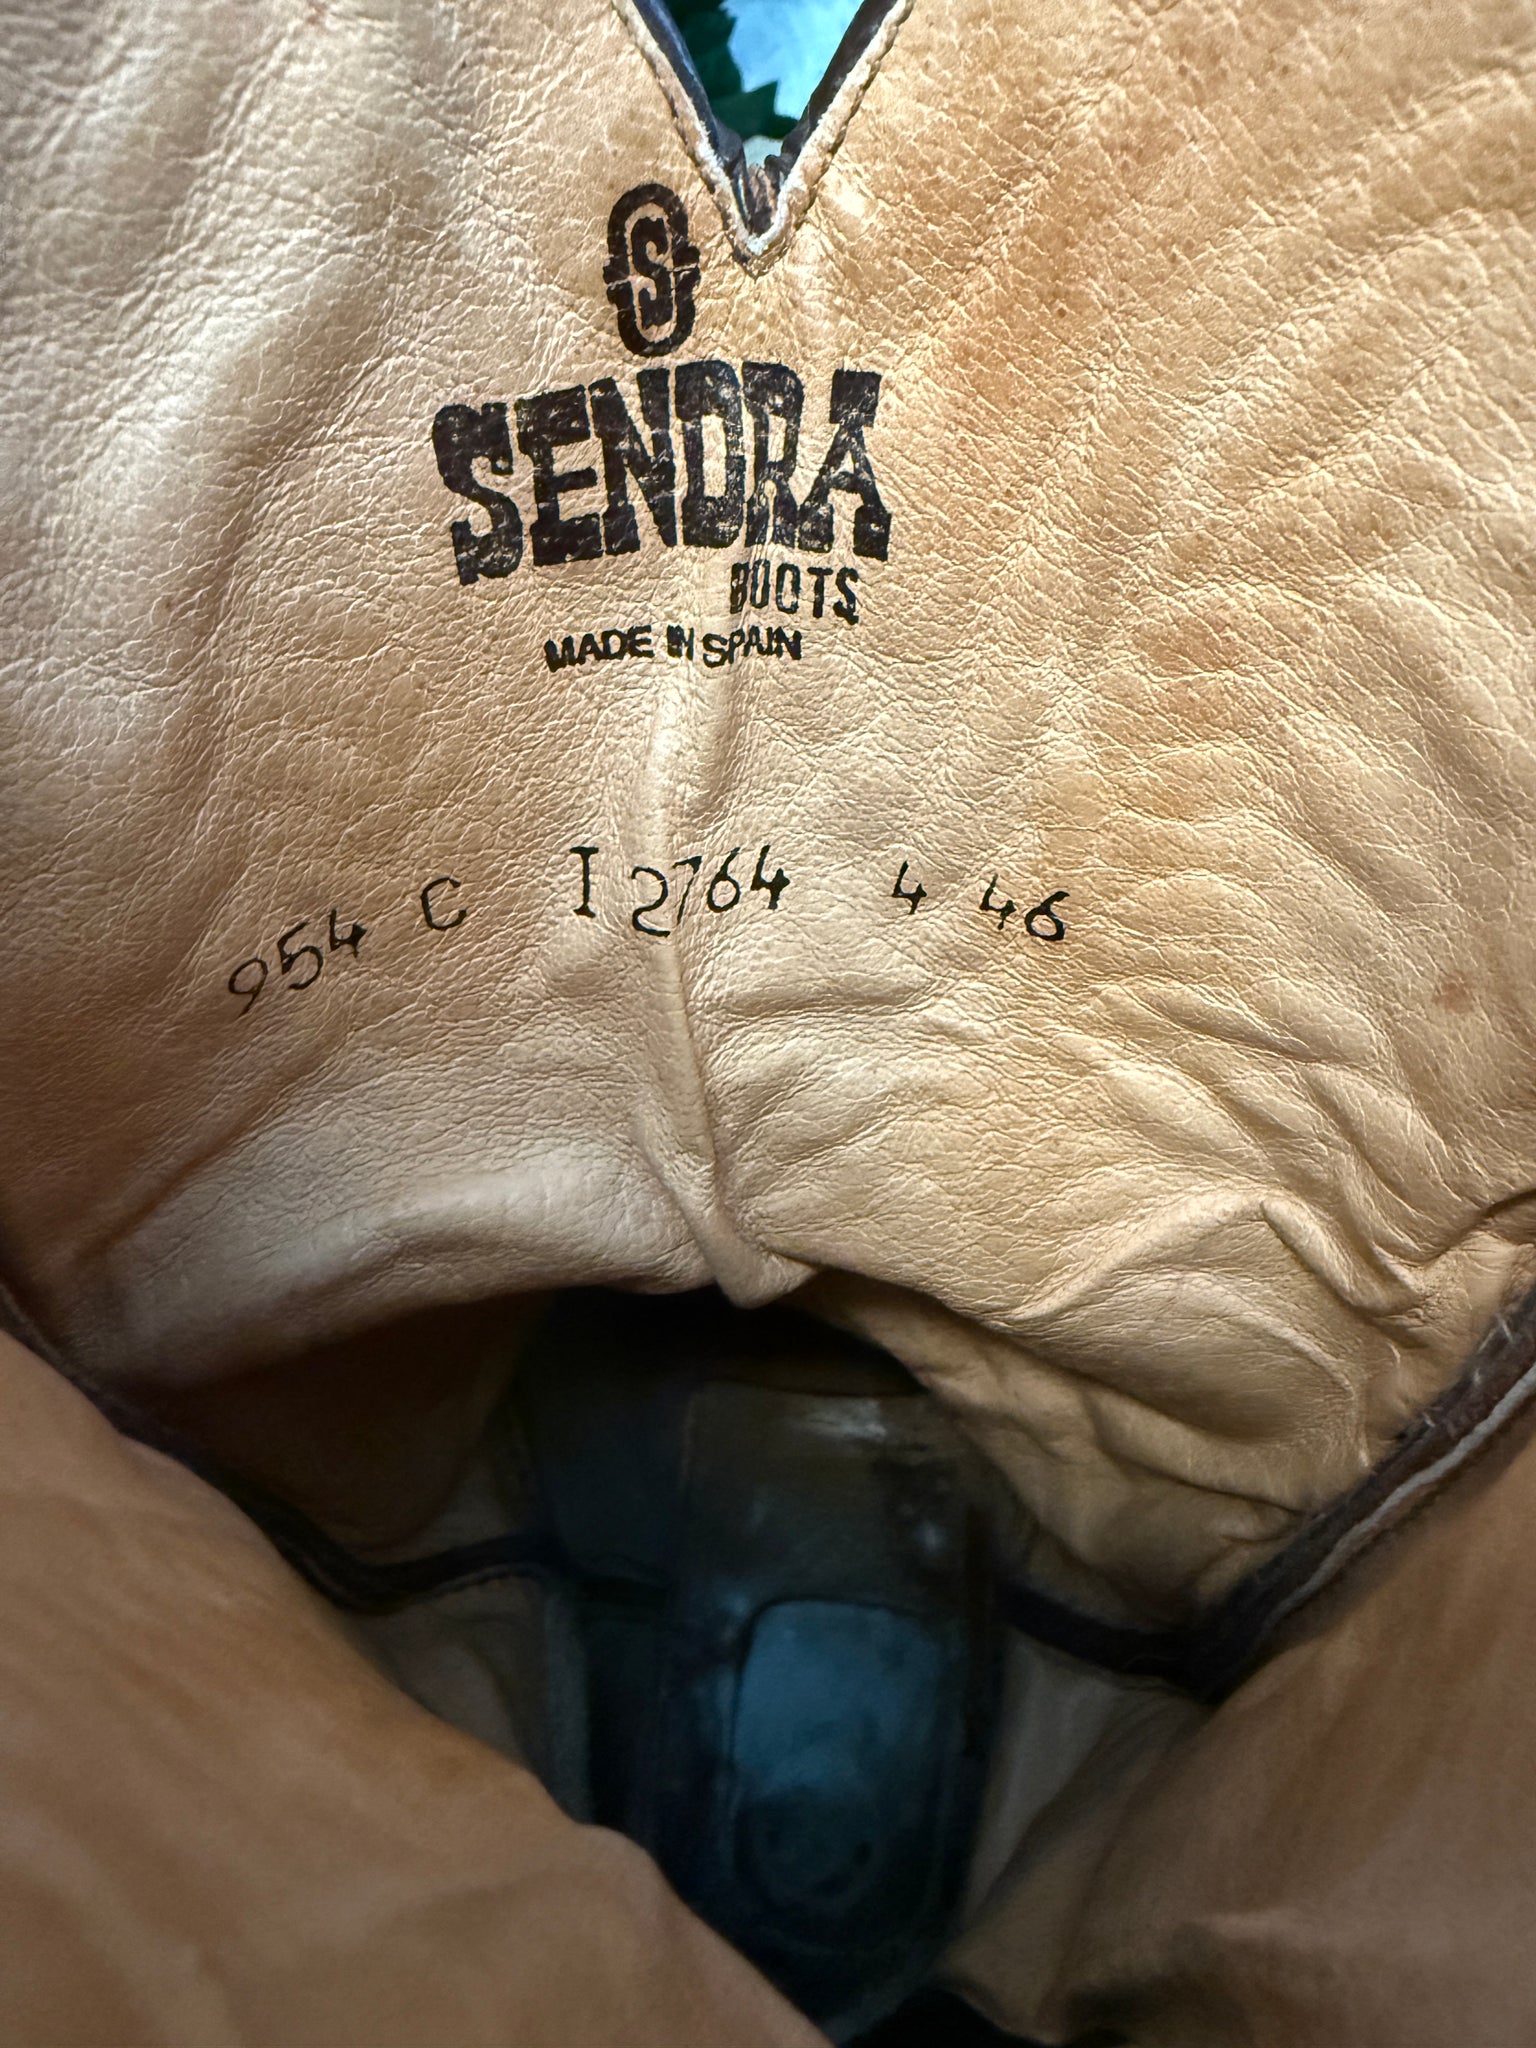 S
SENDRA
BOOTS
MADE IN SPAIN
954 C I 2764 4 46